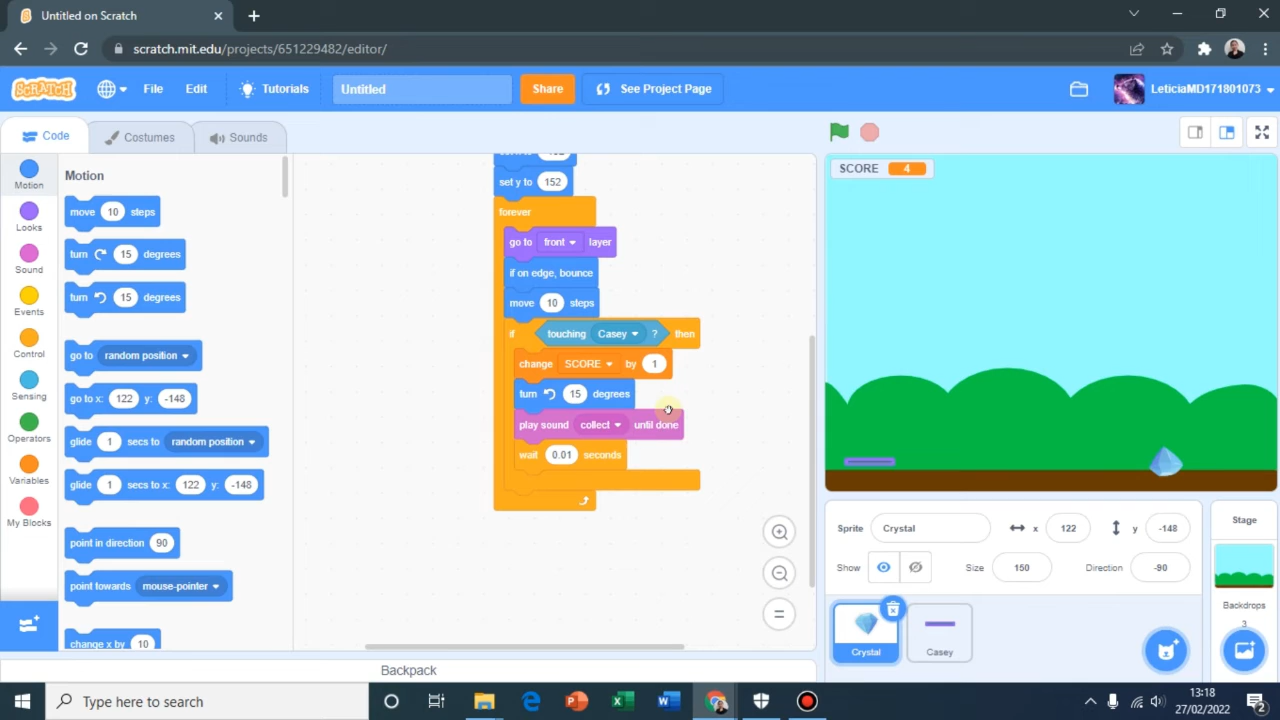 Untitled on Scratch
scratch.mit.edu/projects/651229482/editor/
SCRATCH File Edit Tutorials Untitled Share See Project Page LeticiaMD171801073
Code Costumes Sounds
Motion
Looks
Sound
Events
Control
Sensing
Operators
Variables
My Blocks
Motion
move 10 steps
turn 15 degrees
turn 15 degrees
go to random position
go to x: 122 y: -148
glide 1 secs to random position
glide 1 secs to x: 122 y: -148
point in direction 90
point towards mouse-pointer
change x by 10
set y to 152
forever
go to front layer
if on edge, bounce
move 10 steps
if touching Casey ? then
change SCORE by 1
turn 15 degrees
play sound collect until done
wait 0.01 seconds
Backpack
SCORE 4
Sprite Crystal x 122 y -148
Show Size 150 Direction -90
Crystal
Casey
Stage
Backdrops
3
Type here to search
13:18
27/02/2022
2